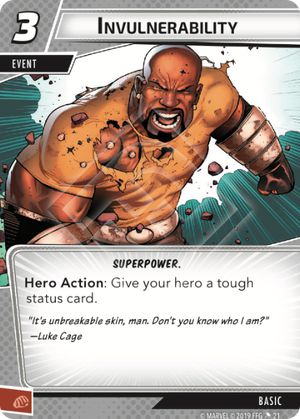 3
INVULNERABILITY
EVENT
SUPERPOWER.
Hero Action: Give your hero a tough
status card.
"It's unbreakable skin, man. Don't you know who I am?"
—Luke Cage
BASIC
© MARVEL © 2019 FFG 21